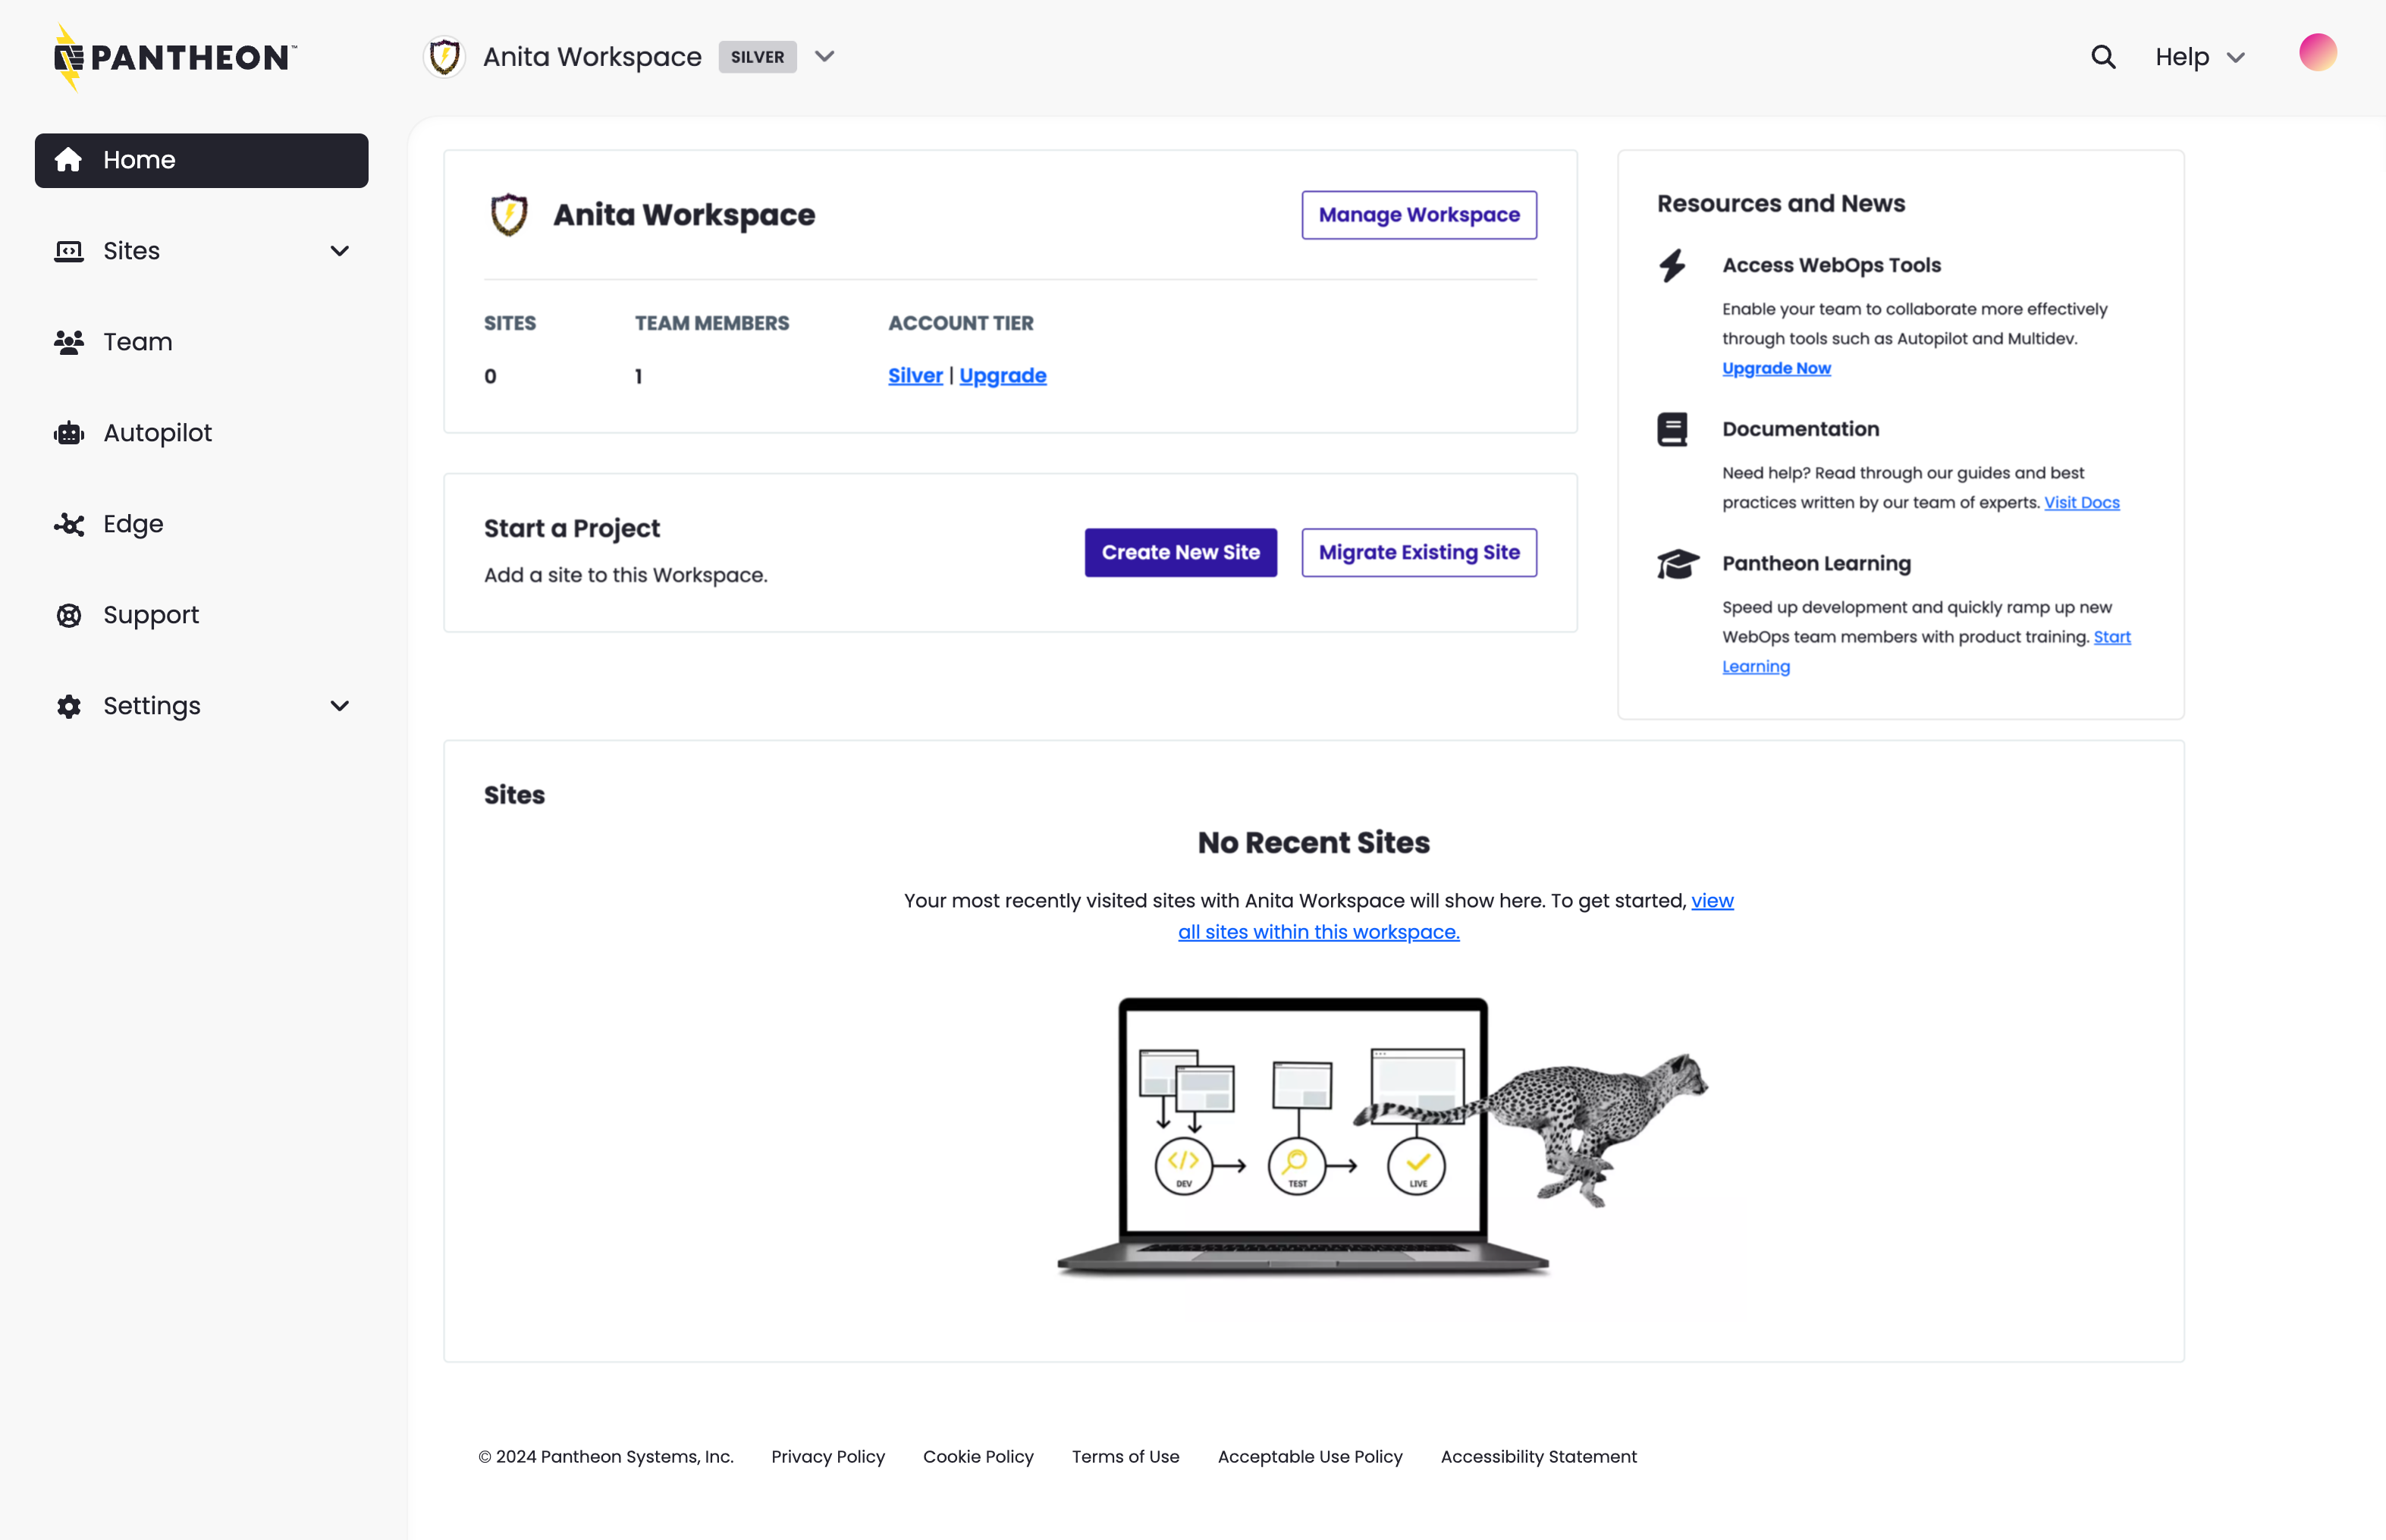 PANTHEON™
Anita Workspace SILVER
Help
Home
Sites
Team
Autopilot
Edge
Support
Settings
Anita Workspace
Manage Workspace
SITES TEAM MEMBERS ACCOUNT TIER
0 1 Silver | Upgrade
Start a Project
Add a site to this Workspace.
Create New Site
Migrate Existing Site
Resources and News
Access WebOps Tools
Enable your team to collaborate more effectively
through tools such as Autopilot and Multidev.
Upgrade Now
Documentation
Need help? Read through our guides and best
practices written by our team of experts. Visit Docs
Pantheon Learning
Speed up development and quickly ramp up new
WebOps team members with product training. Start
Learning
Sites
No Recent Sites
Your most recently visited sites with Anita Workspace will show here. To get started, view
all sites within this workspace.
DEV TEST LIVE
© 2024 Pantheon Systems, Inc. Privacy Policy Cookie Policy Terms of Use Acceptable Use Policy Accessibility Statement